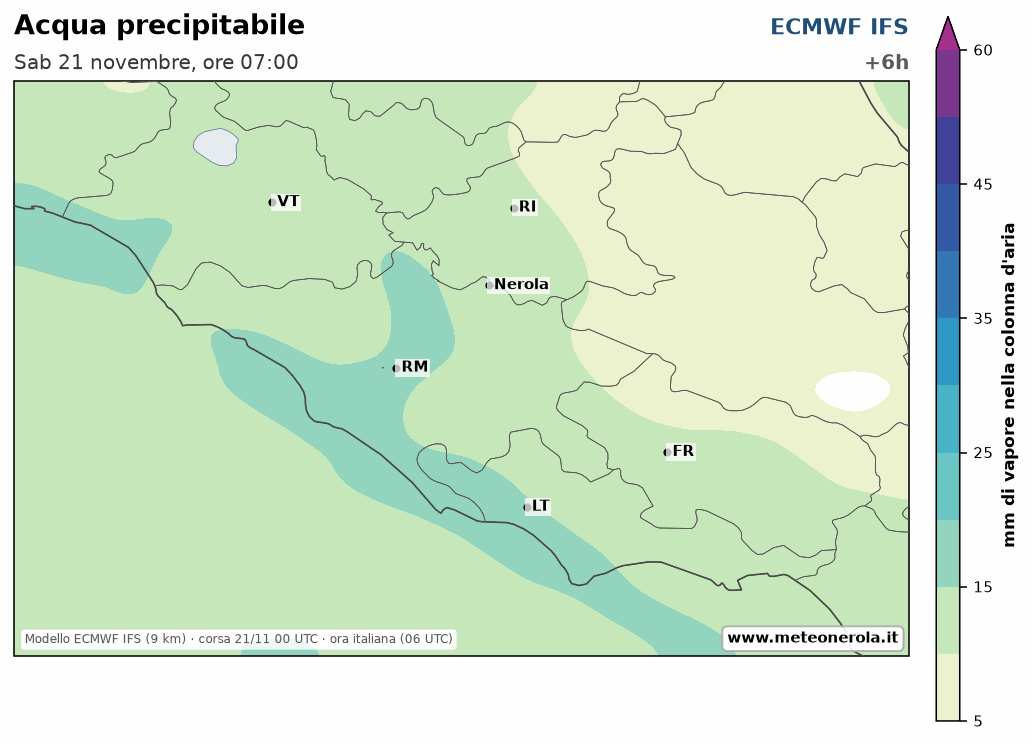 Acqua precipitabile
ECMWF IFS
Sab 21 novembre, ore 07:00
+6h
60
45
35
25
15
5
mm di vapore nella colonna d'aria
VT
RI
Nerola
RM
FR
LT
Modello ECMWF IFS (9 km) · corsa 21/11 00 UTC · ora italiana (06 UTC)
www.meteonerola.it